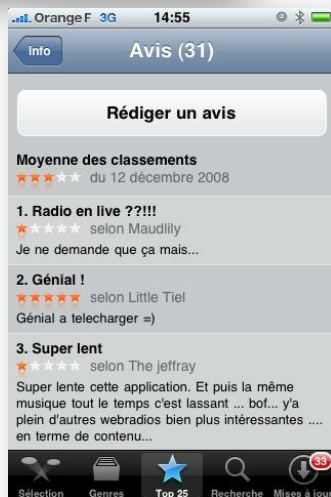 Orange F 3G 14:55
Info
Avis (31)
Rédiger un avis
Moyenne des classements
du 12 décembre 2008
1. Radio en live ??!!!
selon Maudlily
Je ne demande que ça mais...
2. Génial !
selon Little Tiel
Génial a telecharger =)
3. Super lent
selon The jeffray
Super lente cette application. Et puis la même
musique tout le temps c'est lassant ... bof... y'a
plein d'autres webradios bien plus intéressantes ....
en terme de contenu...
33
Sélection Genres Top 25 Recherche Mises à jour